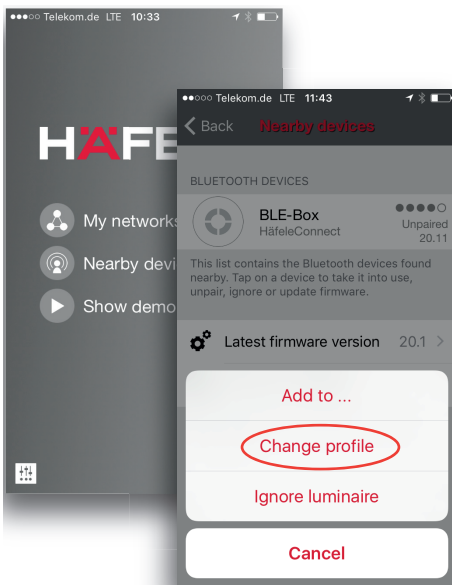 Telekom.de LTE 10:33
HÄFE
My networks
Nearby devi
Show demo
Telekom.de LTE 11:43
Back Nearby devices
BLUETOOTH DEVICES
BLE-Box
HäfeleConnect
Unpaired
20.11
This list contains the Bluetooth devices found
nearby. Tap on a device to take it into use,
unpair, ignore or update firmware.
Latest firmware version 20.1 >
Add to ...
Change profile
Ignore luminaire
Cancel